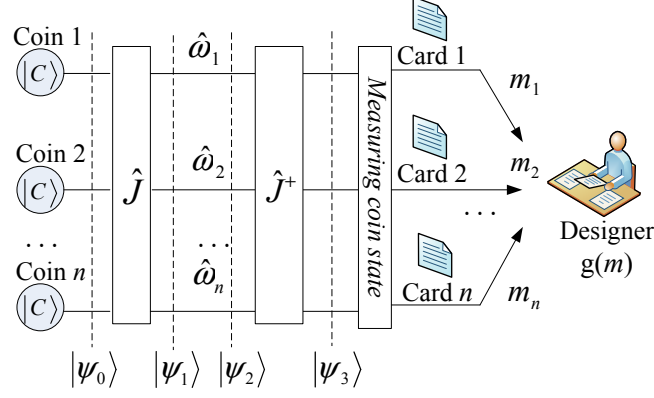 Coin 1
|C⟩
Coin 2
|C⟩
...
Coin n
|C⟩
Ĵ
ω̂₁
ω̂₂
...
ω̂ₙ
Ĵ⁺
Measuring coin state
Card 1
Card 2
...
Card n
m₁
m₂
mₙ
Designer
g(m)
|ψ₀⟩ |ψ₁⟩ |ψ₂⟩ |ψ₃⟩